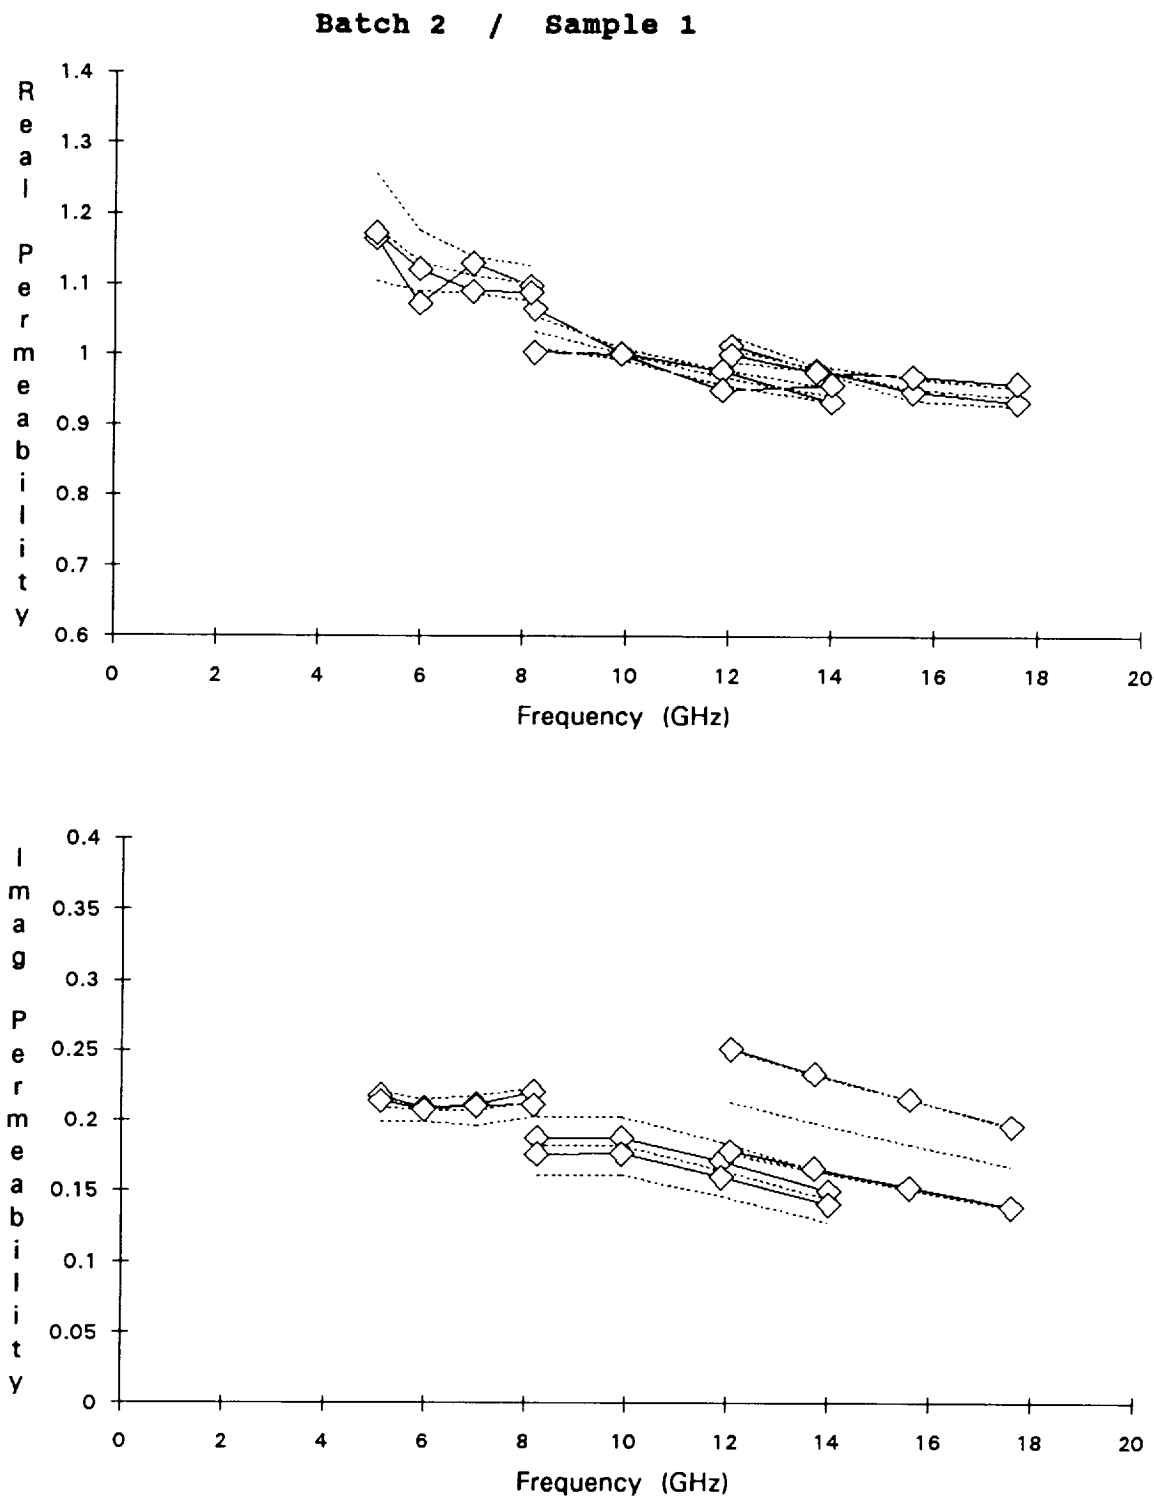 Batch 2 / Sample 1
Real Permeability
1.4
1.3
1.2
1.1
1
0.9
0.8
0.7
0.6
0 2 4 6 8 10 12 14 16 18 20
Frequency (GHz)
Imag Permeability
0.4
0.35
0.3
0.25
0.2
0.15
0.1
0.05
0
0 2 4 6 8 10 12 14 16 18 20
Frequency (GHz)